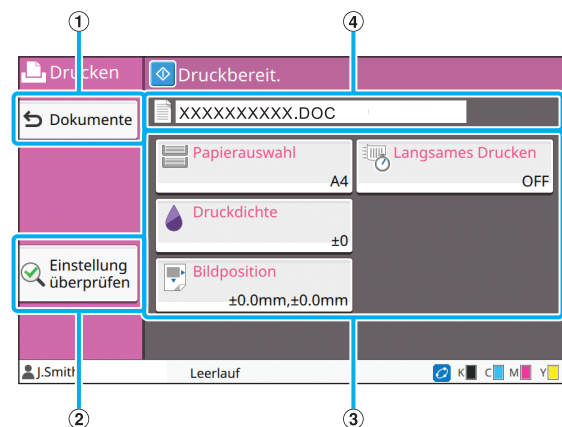 ① ④
Drucken
Druckbereit.
Dokumente
XXXXXXXXXX.DOC
Papierauswahl
A4
Langsames Drucken
OFF
Druckdichte
±0
Einstellung
überprüfen
Bildposition
±0.0mm,±0.0mm
J.Smith
Leerlauf
K C M Y
② ③